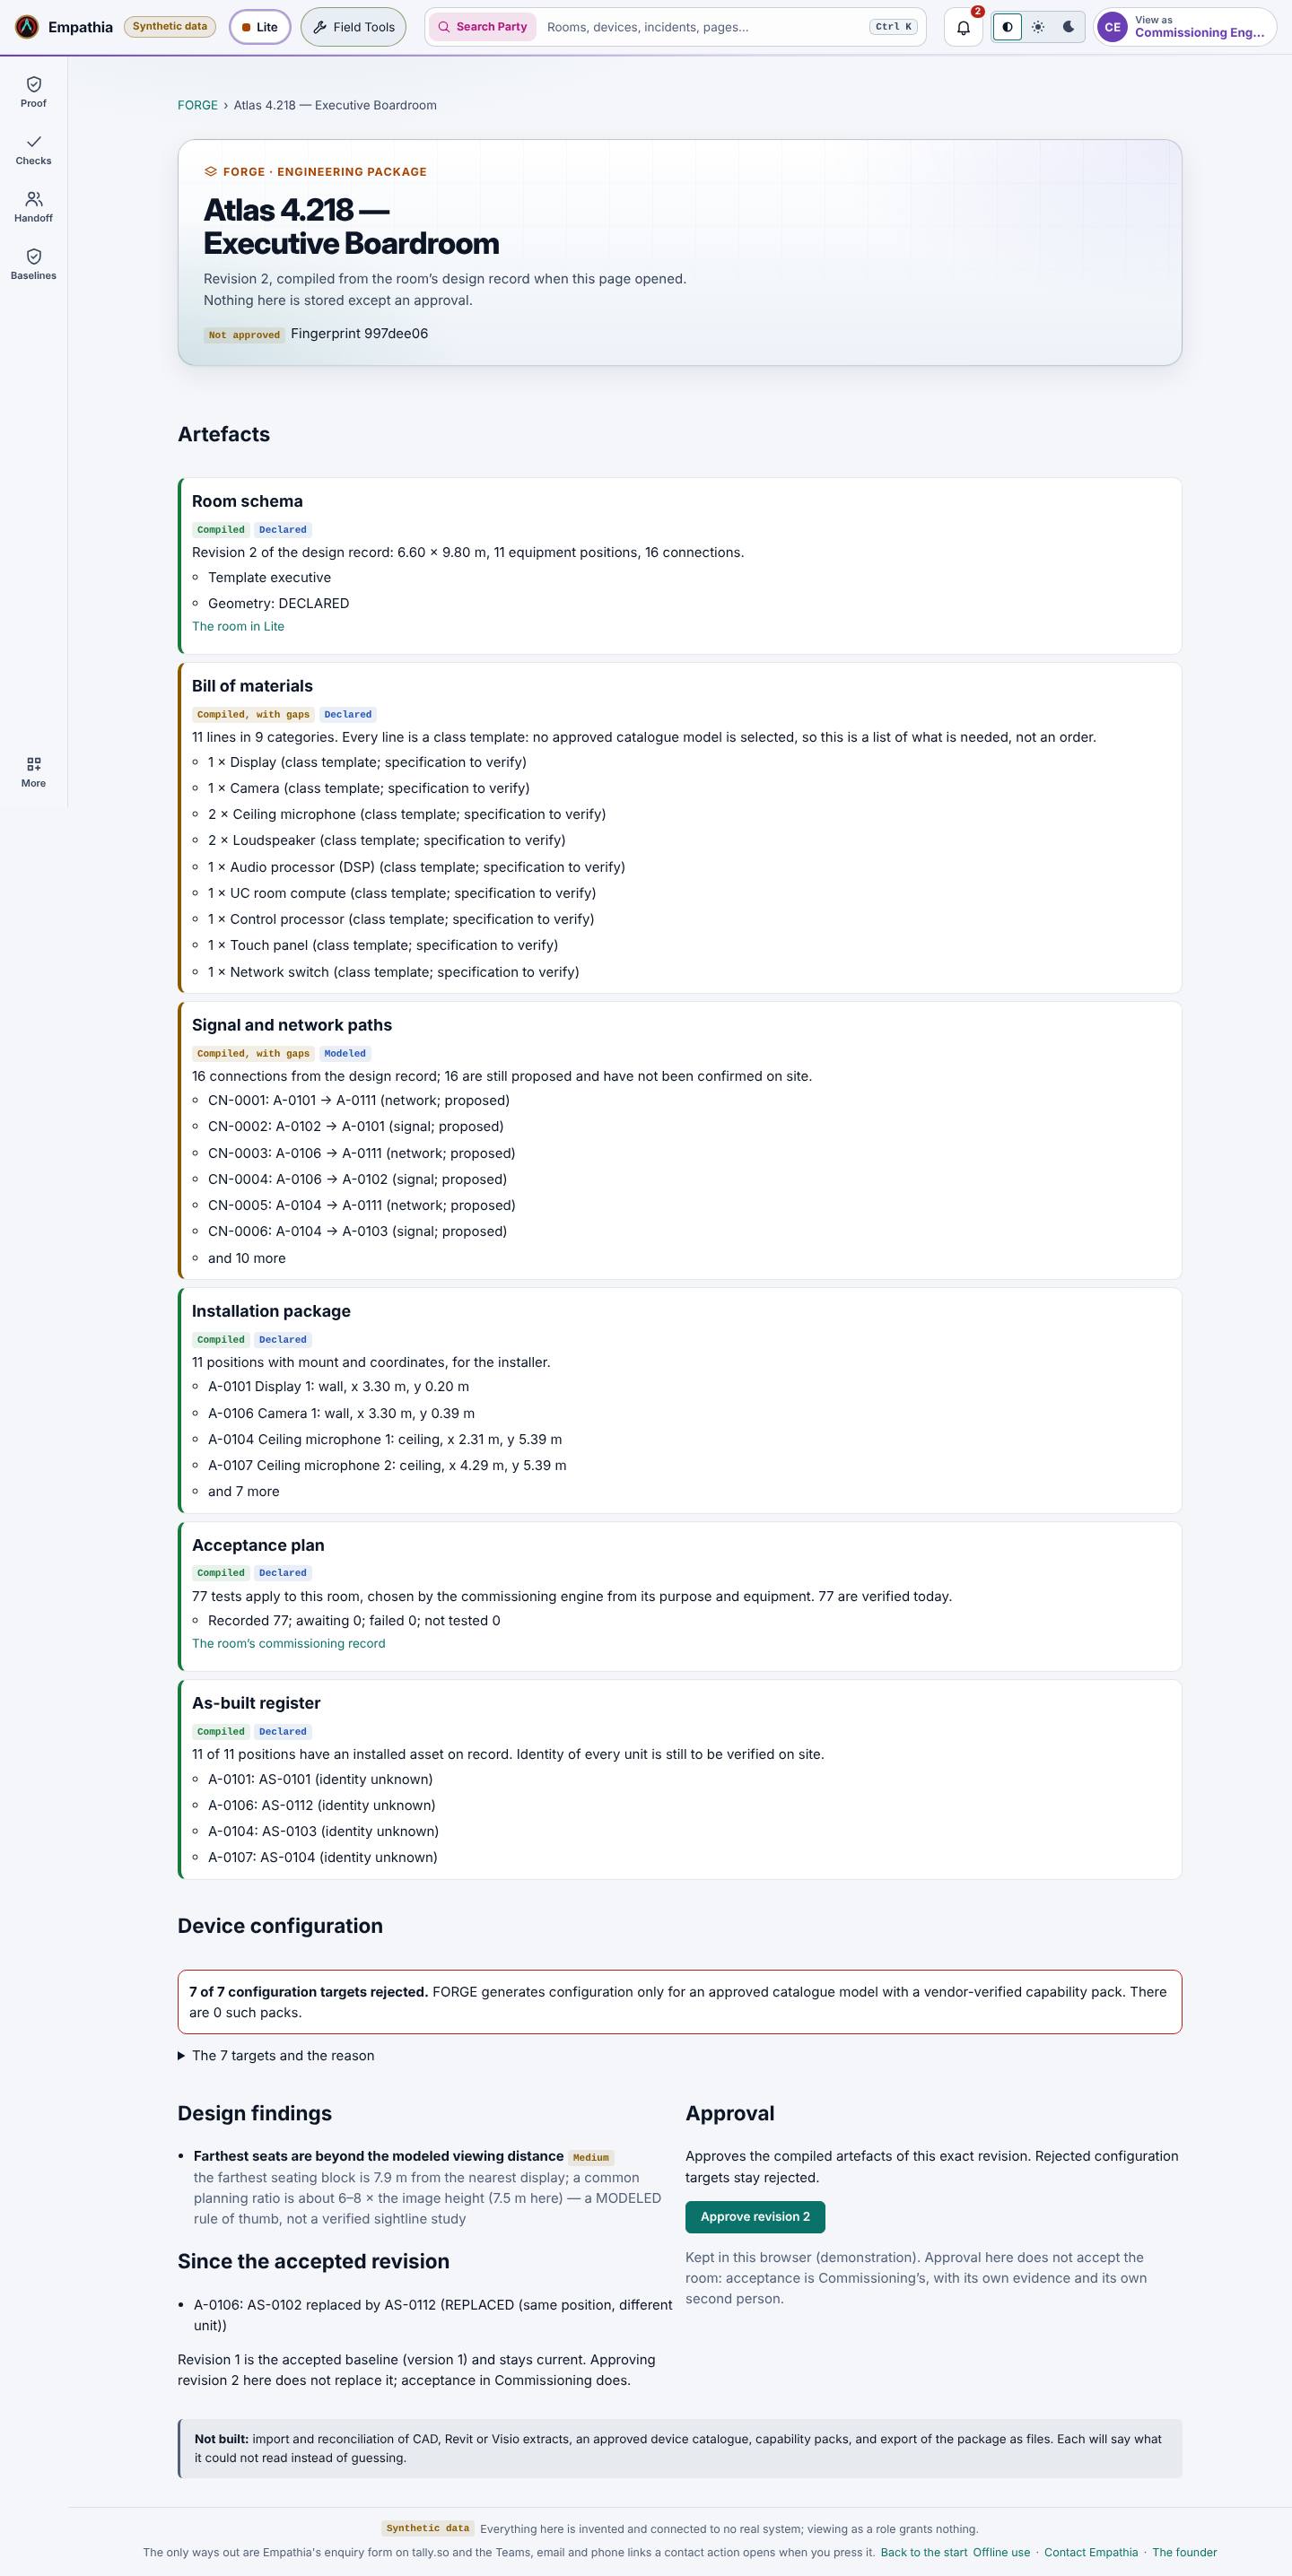 Empathia
Synthetic data
Lite
Field Tools
Search Party
Rooms, devices, incidents, pages...
Ctrl K
2
CE
View as
Commissioning Eng...
Proof
Checks
Handoff
Baselines
More
FORGE › Atlas 4.218 — Executive Boardroom
FORGE · ENGINEERING PACKAGE
Atlas 4.218 —
Executive Boardroom
Revision 2, compiled from the room's design record when this page opened.
Nothing here is stored except an approval.
Not approved Fingerprint 997dee06
Artefacts
Room schema
Compiled Declared
Revision 2 of the design record: 6.60 × 9.80 m, 11 equipment positions, 16 connections.
Template executive
Geometry: DECLARED
The room in Lite
Bill of materials
Compiled, with gaps Declared
11 lines in 9 categories. Every line is a class template: no approved catalogue model is selected, so this is a list of what is needed, not an order.
1 × Display (class template; specification to verify)
1 × Camera (class template; specification to verify)
2 × Ceiling microphone (class template; specification to verify)
2 × Loudspeaker (class template; specification to verify)
1 × Audio processor (DSP) (class template; specification to verify)
1 × UC room compute (class template; specification to verify)
1 × Control processor (class template; specification to verify)
1 × Touch panel (class template; specification to verify)
1 × Network switch (class template; specification to verify)
Signal and network paths
Compiled, with gaps Modeled
16 connections from the design record; 16 are still proposed and have not been confirmed on site.
CN-0001: A-0101 → A-0111 (network; proposed)
CN-0002: A-0102 → A-0101 (signal; proposed)
CN-0003: A-0106 → A-0111 (network; proposed)
CN-0004: A-0106 → A-0102 (signal; proposed)
CN-0005: A-0104 → A-0111 (network; proposed)
CN-0006: A-0104 → A-0103 (signal; proposed)
and 10 more
Installation package
Compiled Declared
11 positions with mount and coordinates, for the installer.
A-0101 Display 1: wall, x 3.30 m, y 0.20 m
A-0106 Camera 1: wall, x 3.30 m, y 0.39 m
A-0104 Ceiling microphone 1: ceiling, x 2.31 m, y 5.39 m
A-0107 Ceiling microphone 2: ceiling, x 4.29 m, y 5.39 m
and 7 more
Acceptance plan
Compiled Declared
77 tests apply to this room, chosen by the commissioning engine from its purpose and equipment. 77 are verified today.
Recorded 77; awaiting 0; failed 0; not tested 0
The room's commissioning record
As-built register
Compiled Declared
11 of 11 positions have an installed asset on record. Identity of every unit is still to be verified on site.
A-0101: AS-0101 (identity unknown)
A-0106: AS-0112 (identity unknown)
A-0104: AS-0103 (identity unknown)
A-0107: AS-0104 (identity unknown)
Device configuration
7 of 7 configuration targets rejected. FORGE generates configuration only for an approved catalogue model with a vendor-verified capability pack. There
are 0 such packs.
The 7 targets and the reason
Design findings
Farthest seats are beyond the modeled viewing distance Medium
the farthest seating block is 7.9 m from the nearest display; a common
planning ratio is about 6–8 × the image height (7.5 m here) — a MODELED
rule of thumb, not a verified sightline study
Since the accepted revision
A-0106: AS-0102 replaced by AS-0112 (REPLACED (same position, different
unit))
Revision 1 is the accepted baseline (version 1) and stays current. Approving
revision 2 here does not replace it; acceptance in Commissioning does.
Approval
Approves the compiled artefacts of this exact revision. Rejected configuration
targets stay rejected.
Approve revision 2
Kept in this browser (demonstration). Approval here does not accept the
room: acceptance is Commissioning's, with its own evidence and its own
second person.
Not built: import and reconciliation of CAD, Revit or Visio extracts, an approved device catalogue, capability packs, and export of the package as files. Each will say what
it could not read instead of guessing.
Synthetic data Everything here is invented and connected to no real system; viewing as a role grants nothing.
The only ways out are Empathia's enquiry form on tally.so and the Teams, email and phone links a contact action opens when you press it. Back to the start Offline use · Contact Empathia · The founder